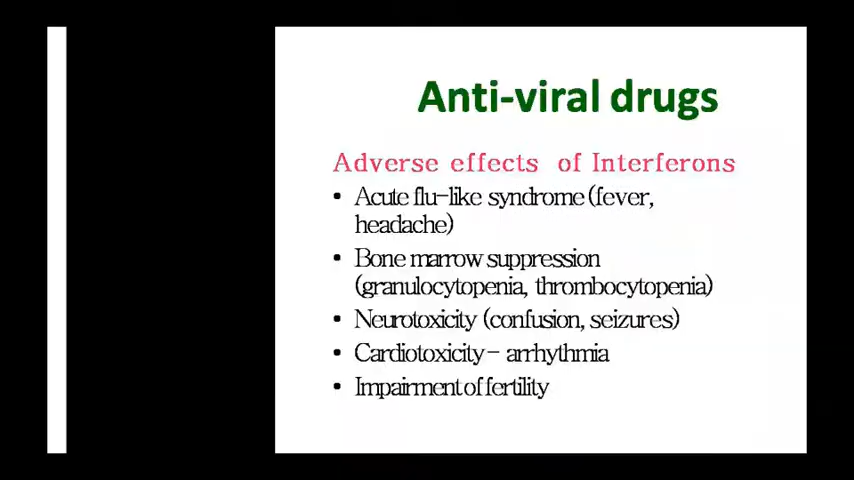 Anti-viral drugs
Adverse effects of Interferons
• Acute flu-like syndrome (fever,
headache)
• Bone marrow suppression
(granulocytopenia, thrombocytopenia)
• Neurotoxicity (confusion, seizures)
• Cardiotoxicity- arrhythmia
• Impairment of fertility